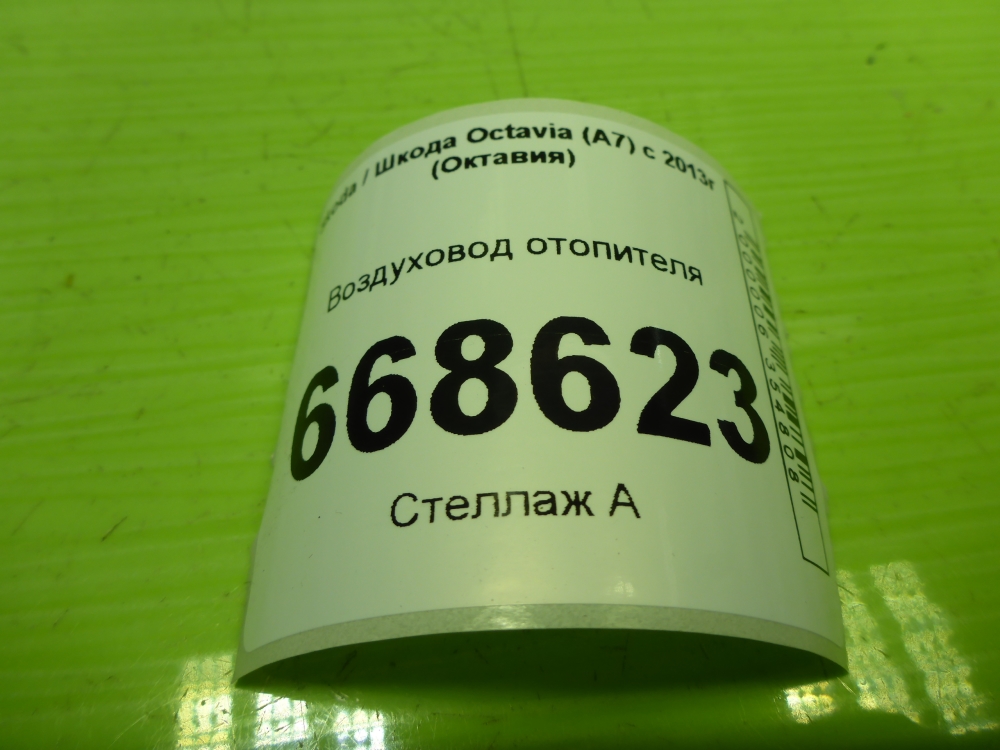 / Шкода Octavia (A7) с 2013г
(Октавия)
Воздуховод отопителя
668623
Стеллаж А